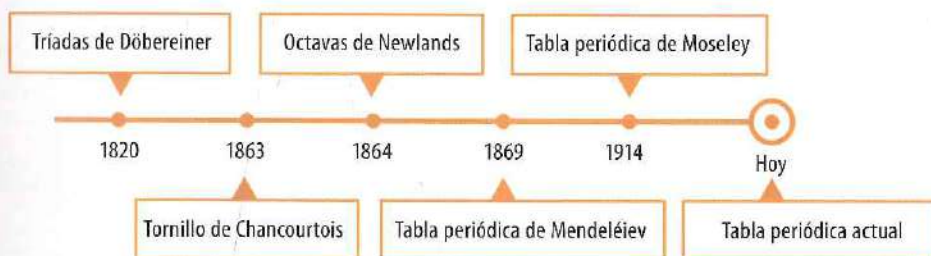 Tríadas de Döbereiner
Octavas de Newlands
Tabla periódica de Moseley
1820
1863
1864
1869
1914
Hoy
Tornillo de Chancourtois
Tabla periódica de Mendeléiev
Tabla periódica actual